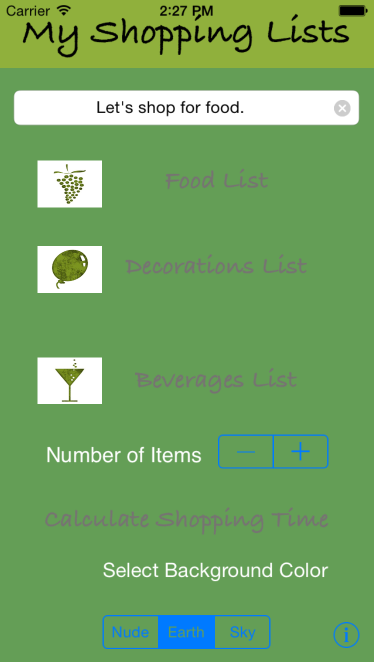 Carrier 2:27 PM
My Shopping Lists
Let's shop for food.
Food List
Decorations List
Beverages List
Number of Items − +
Calculate Shopping Time
Select Background Color
Nude Earth Sky